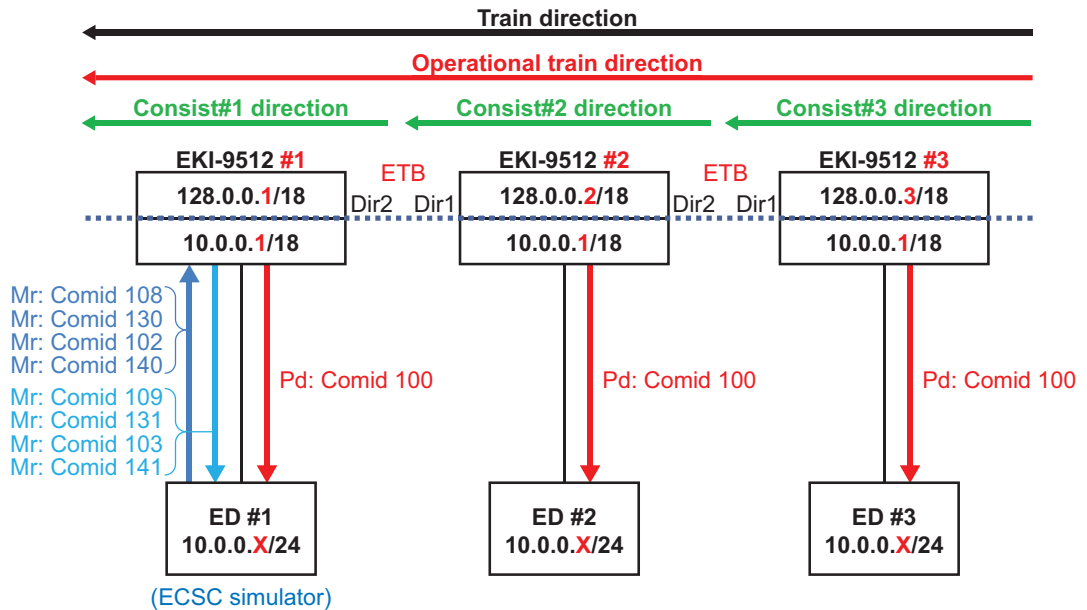 Train direction
Operational train direction
Consist#1 direction
Consist#2 direction
Consist#3 direction
EKI-9512 #1
EKI-9512 #2
EKI-9512 #3
ETB
ETB
128.0.0.1/18
128.0.0.2/18
128.0.0.3/18
Dir2
Dir1
Dir2
Dir1
10.0.0.1/18
10.0.0.1/18
10.0.0.1/18
Mr: Comid 108
Mr: Comid 130
Mr: Comid 102
Mr: Comid 140
Pd: Comid 100
Pd: Comid 100
Pd: Comid 100
Mr: Comid 109
Mr: Comid 131
Mr: Comid 103
Mr: Comid 141
ED #1
10.0.0.X/24
ED #2
10.0.0.X/24
ED #3
10.0.0.X/24
(ECSC simulator)